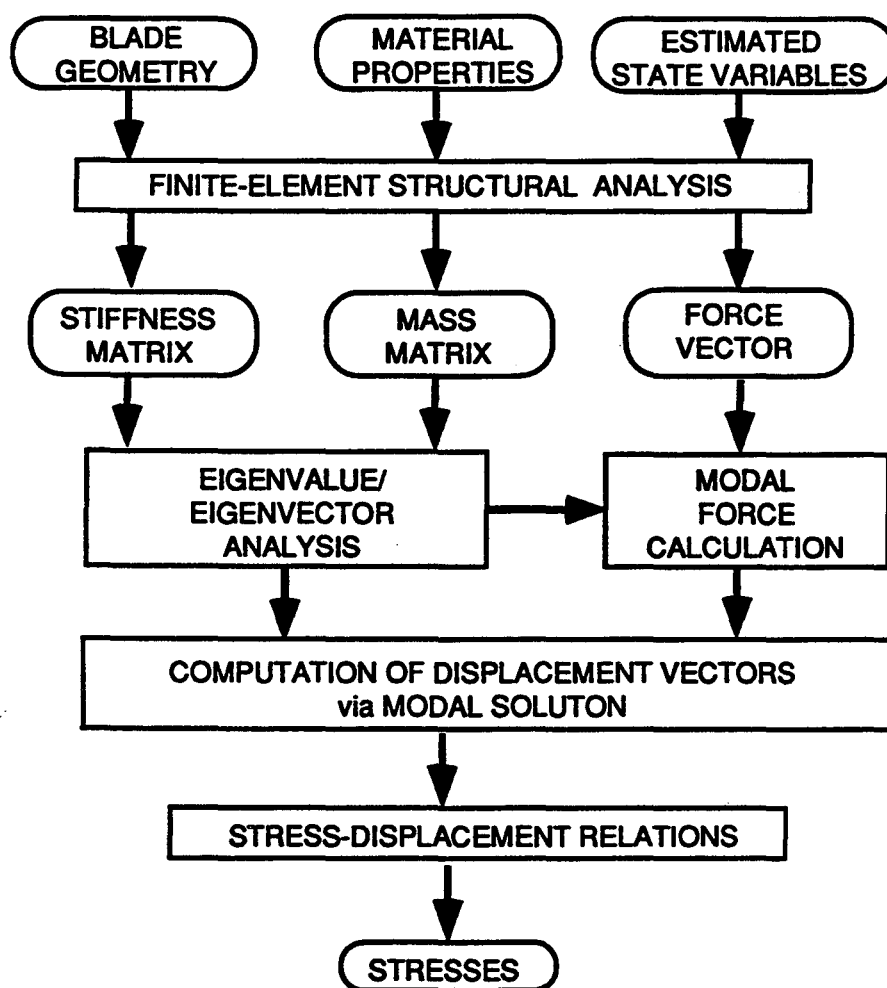 BLADE
GEOMETRY
MATERIAL
PROPERTIES
ESTIMATED
STATE VARIABLES
FINITE-ELEMENT STRUCTURAL ANALYSIS
STIFFNESS
MATRIX
MASS
MATRIX
FORCE
VECTOR
EIGENVALUE/
EIGENVECTOR
ANALYSIS
MODAL
FORCE
CALCULATION
COMPUTATION OF DISPLACEMENT VECTORS
via MODAL SOLUTON
STRESS-DISPLACEMENT RELATIONS
STRESSES